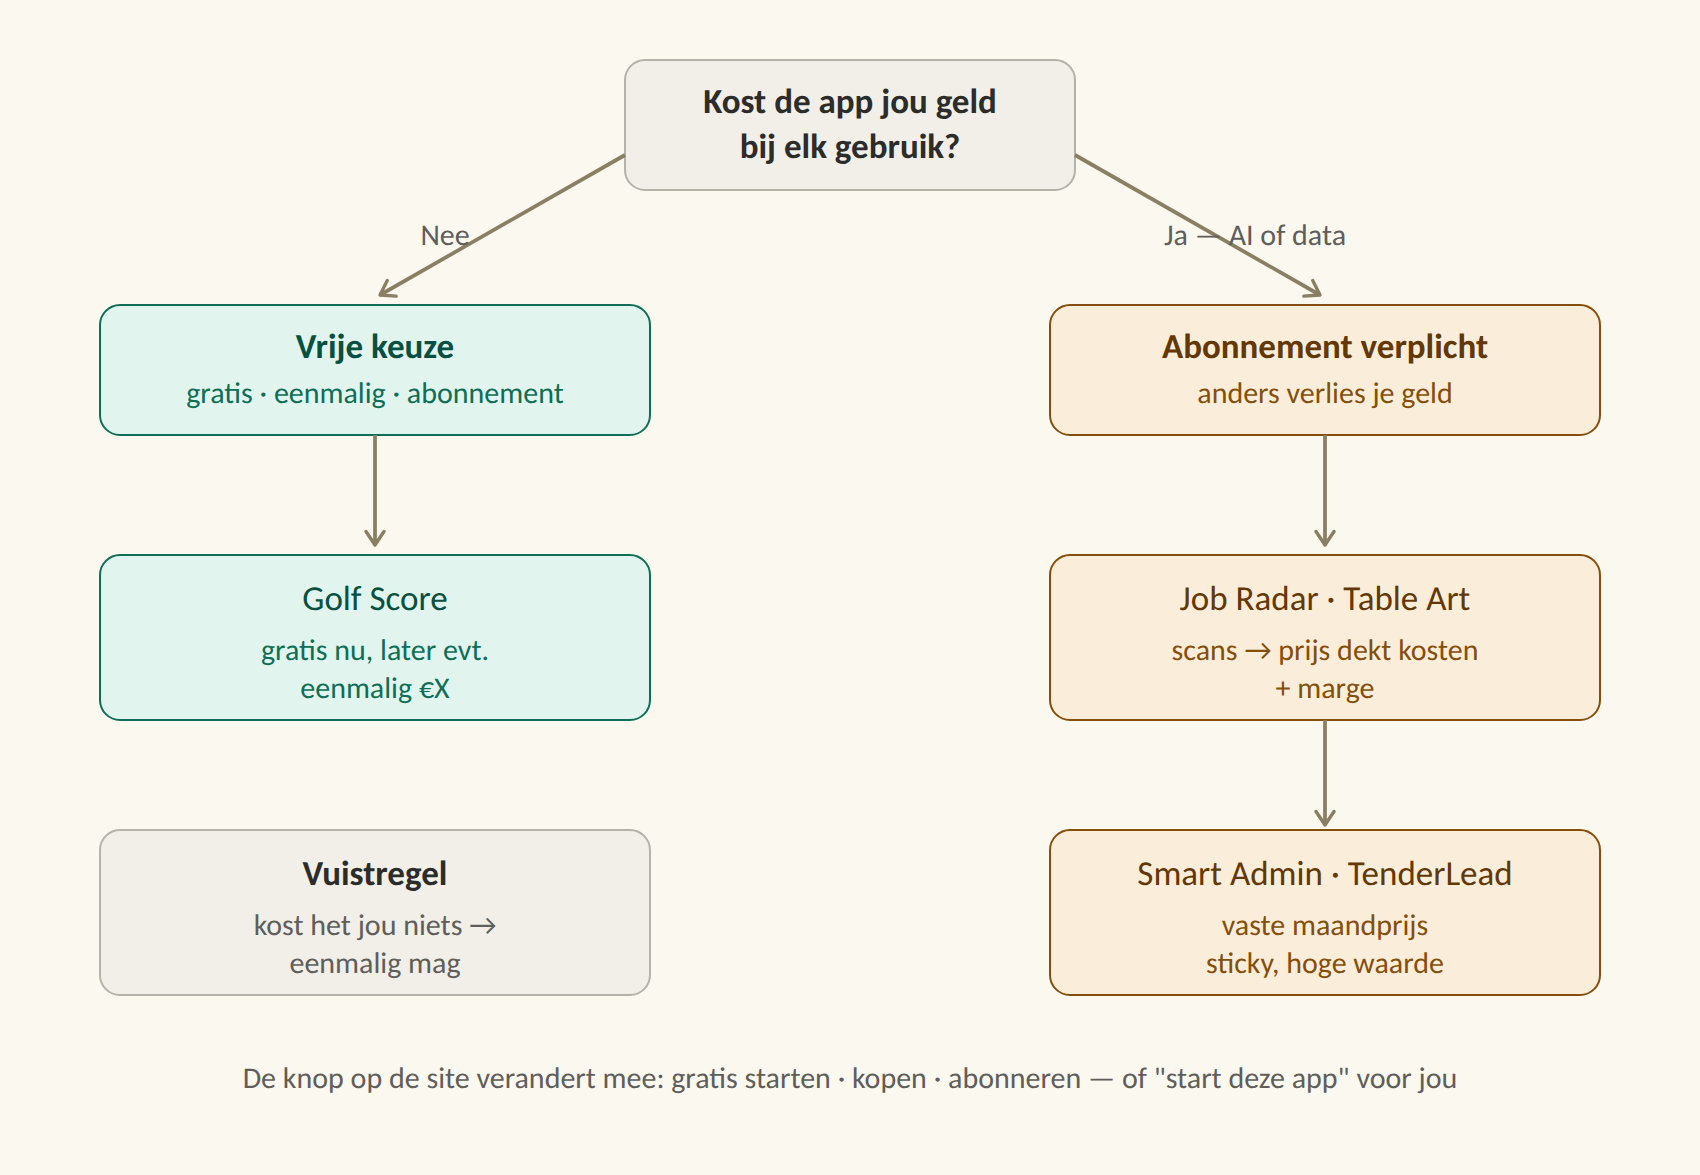 Kost de app jou geld
bij elk gebruik?
Nee
Ja — AI of data
Vrije keuze
gratis · eenmalig · abonnement
Abonnement verplicht
anders verlies je geld
Golf Score
gratis nu, later evt.
eenmalig €X
Job Radar · Table Art
scans → prijs dekt kosten
+ marge
Vuistregel
kost het jou niets →
eenmalig mag
Smart Admin · TenderLead
vaste maandprijs
sticky, hoge waarde
De knop op de site verandert mee: gratis starten · kopen · abonneren — of "start deze app" voor jou